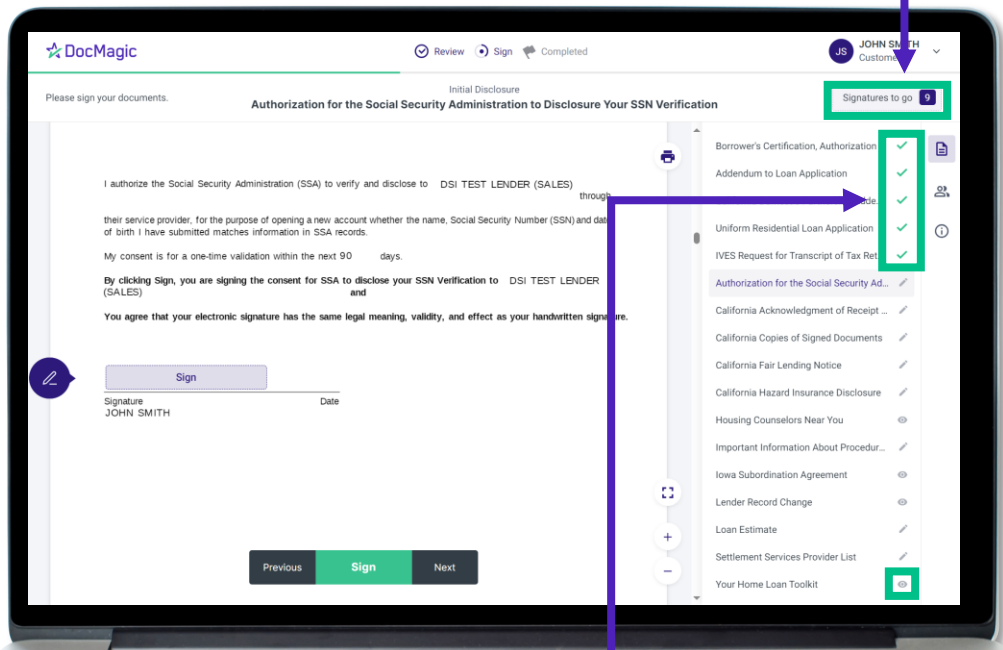 DocMagic
Review Sign Completed
JS
JOHN SMITH
Custome
Please sign your documents.
Initial Disclosure
Authorization for the Social Security Administration to Disclosure Your SSN Verification
Signatures to go 9
I authorize the Social Security Administration (SSA) to verify and disclose to DSI TEST LENDER (SALES)
through
their service provider, for the purpose of opening a new account whether the name, Social Security Number (SSN) and dat
of birth I have submitted matches information in SSA records.
My consent is for a one-time validation within the next 90 days.
By clicking Sign, you are signing the consent for SSA to disclose your SSN Verification to DSI TEST LENDER
(SALES) and
You agree that your electronic signature has the same legal meaning, validity, and effect as your handwritten signature.
Sign
Signature Date
JOHN SMITH
Previous Sign Next
Borrower's Certification, Authorization
Addendum to Loan Application
de..
Uniform Residential Loan Application
IVES Request for Transcript of Tax Ret
Authorization for the Social Security Ad...
California Acknowledgment of Receipt ...
California Copies of Signed Documents
California Fair Lending Notice
California Hazard Insurance Disclosure
Housing Counselors Near You
Important Information About Procedur...
Iowa Subordination Agreement
Lender Record Change
Loan Estimate
Settlement Services Provider List
Your Home Loan Toolkit